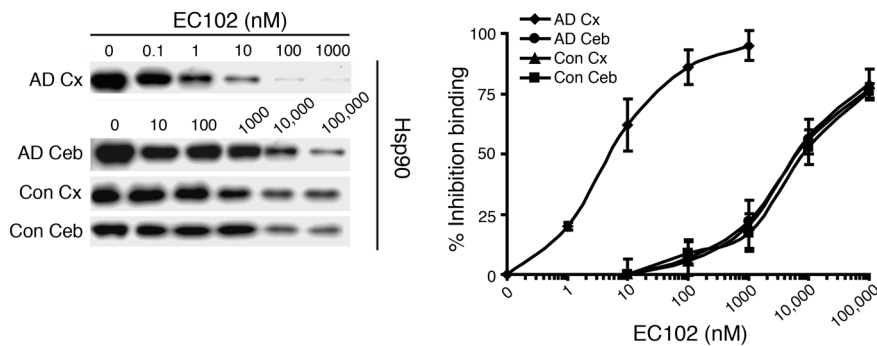 EC102 (nM)
0 0.1 1 10 100 1000
AD Cx
0 10 100 1000 10,000 100,000
AD Ceb
Con Cx
Con Ceb
Hsp90
AD Cx
AD Ceb
Con Cx
Con Ceb
% Inhibition binding
100
75
50
25
0
0 1 10 100 1000 10,000 100,000
EC102 (nM)